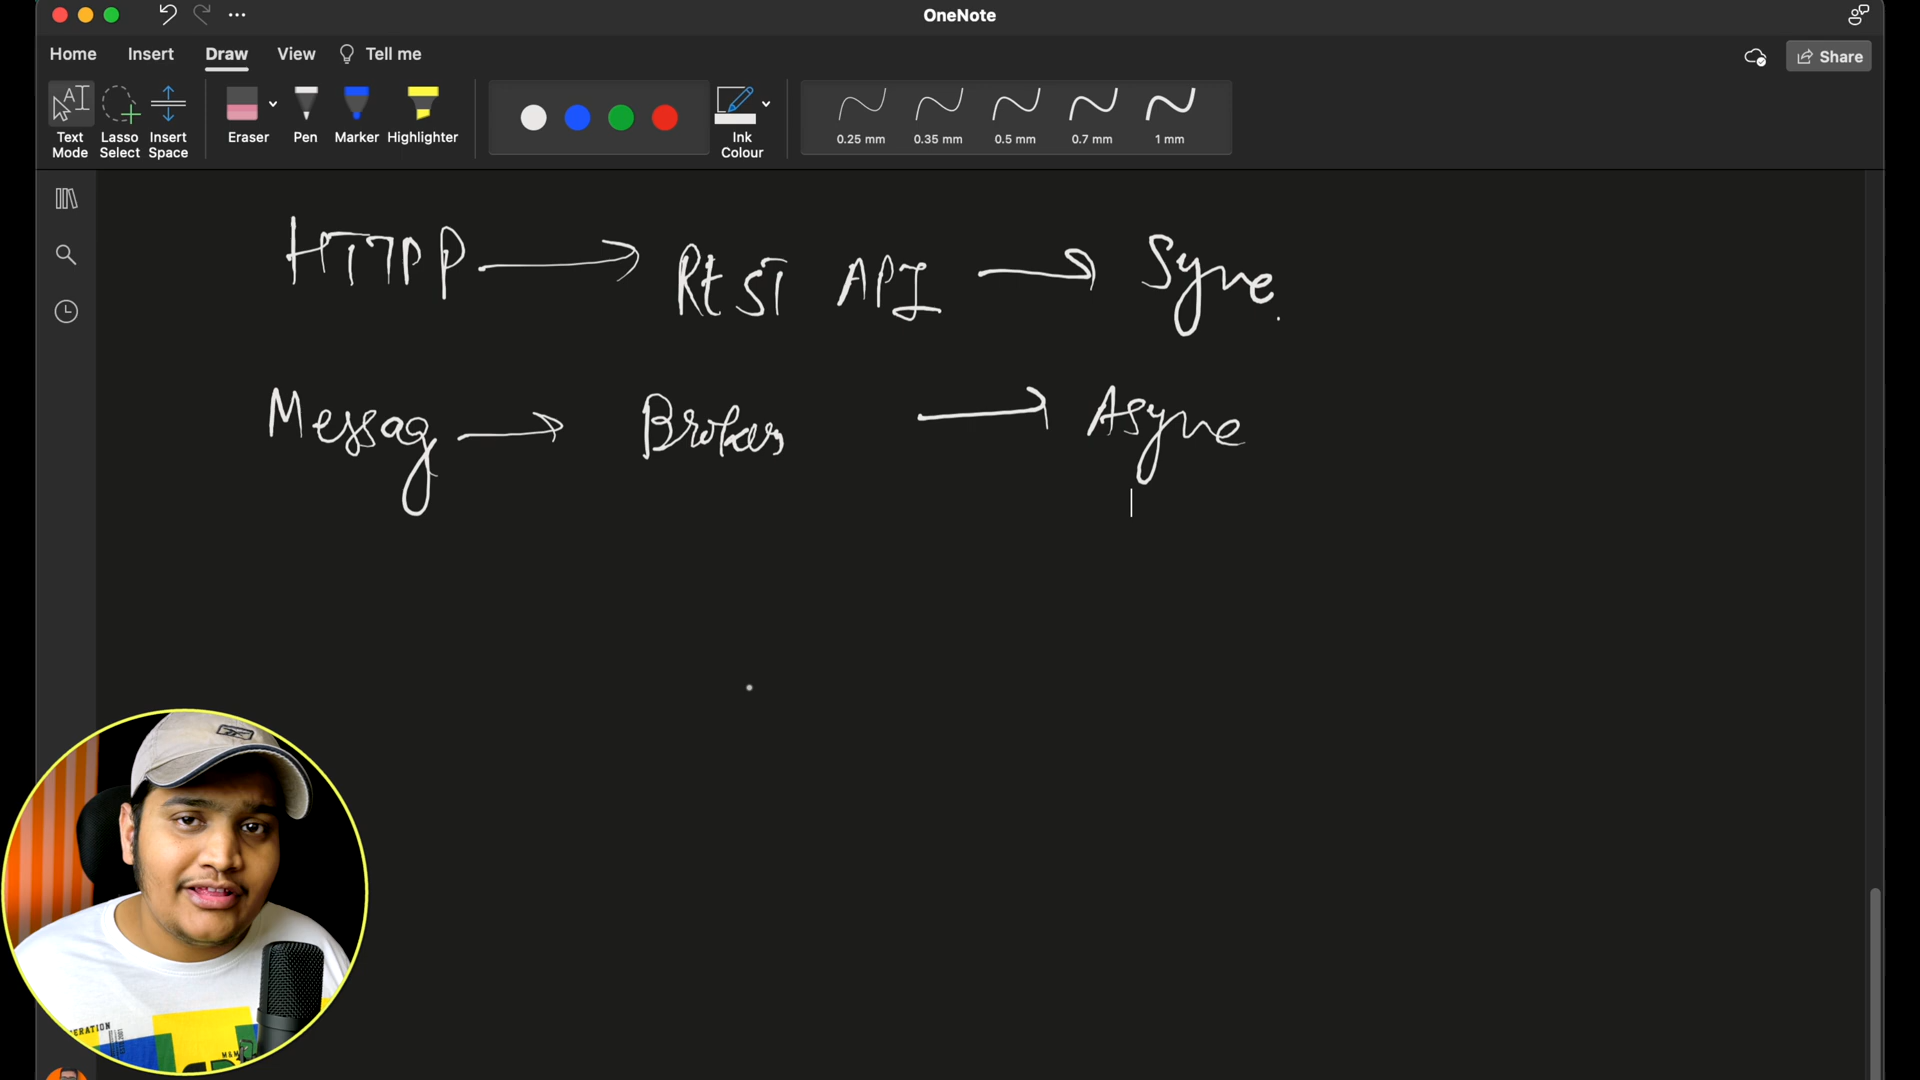 OneNote
Home Insert Draw View Tell me
Share
Text Mode
Lasso Select
Insert Space
Eraser
Pen
Marker
Highlighter
Ink Colour
0.25 mm
0.35 mm
0.5 mm
0.7 mm
1 mm
HTTP → REST API → Sync.
Messag → Brokers → Async
ERATION
M&M